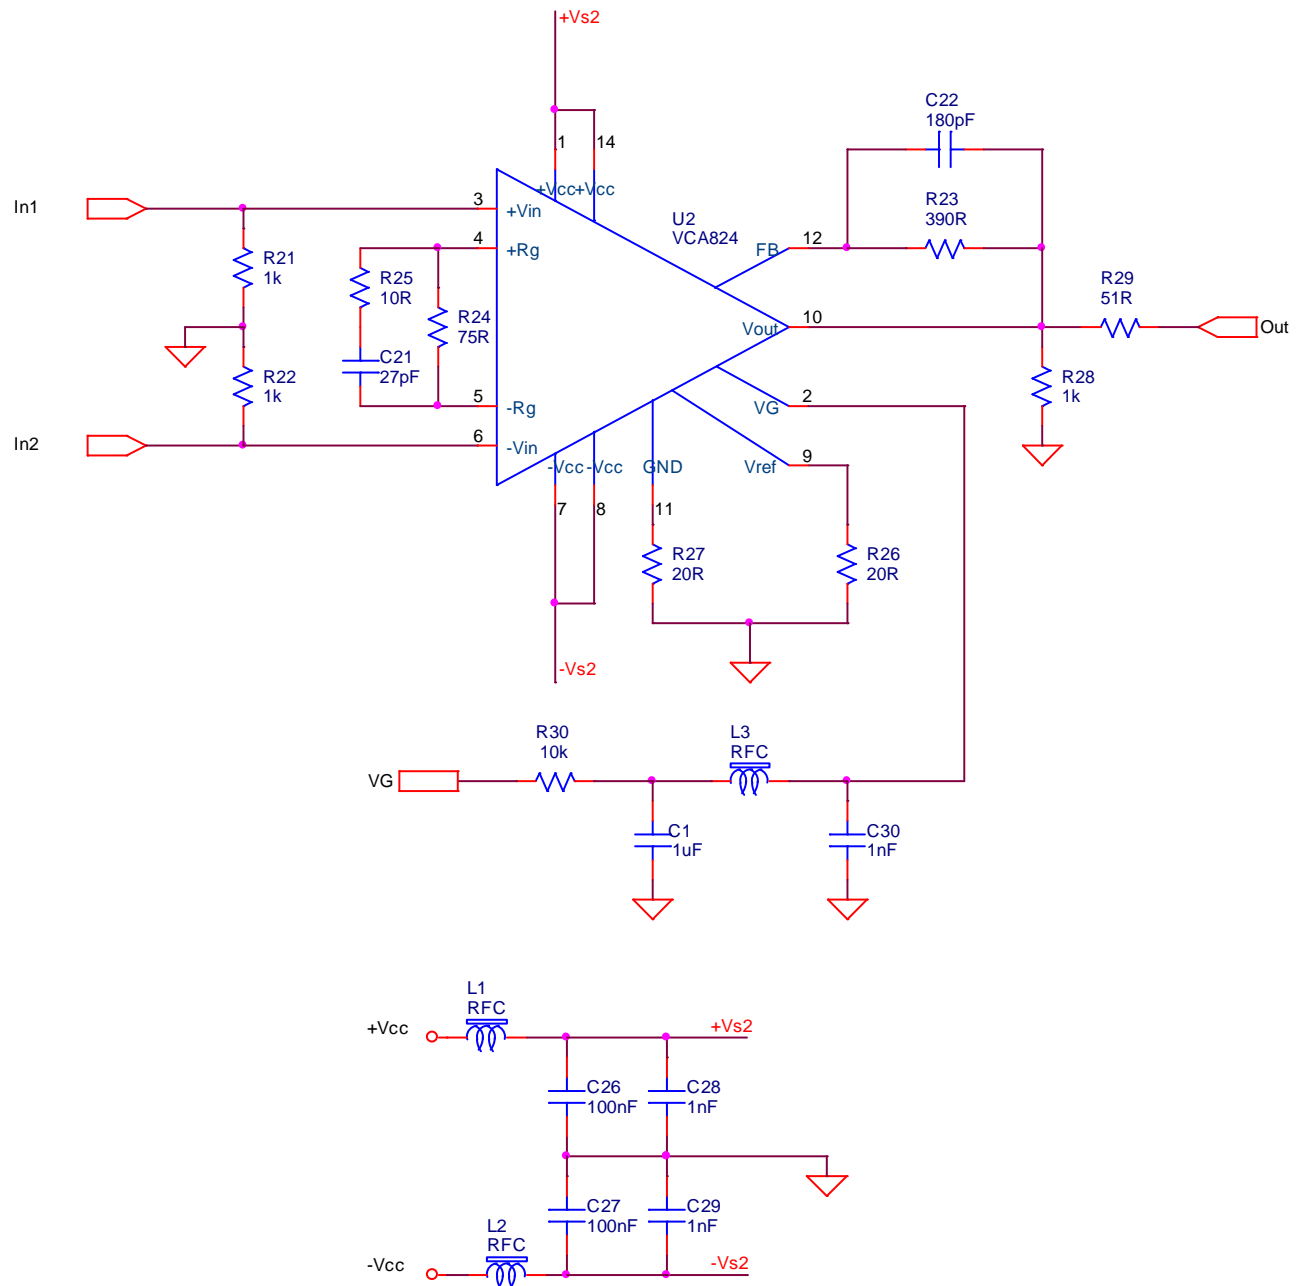 +Vs2
C22
180pF
1
14
+Vcc+Vcc
R23
390R
In1
3
+Vin
U2
VCA824
4
+Rg
12
FB
R21
1k
R25
10R
R29
51R
R24
75R
10
Vout
Out
C21
27pF
R22
1k
R28
1k
5
-Rg
2
VG
In2
6
-Vin
-Vcc
-Vcc
GND
Vref
9
7
8
11
R27
20R
R26
20R
-Vs2
R30
10k
L3
RFC
VG
C1
1uF
C30
1nF
L1
RFC
+Vcc
+Vs2
C26
100nF
C28
1nF
C27
100nF
C29
1nF
L2
RFC
-Vcc
-Vs2